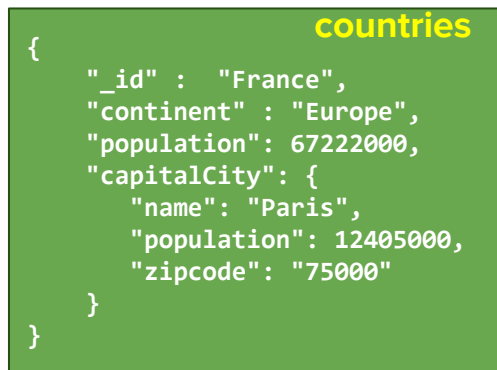 countries
{
"_id" : "France",
"continent" : "Europe",
"population": 67222000,
"capitalCity": {
"name": "Paris",
"population": 12405000,
"zipcode": "75000"
}
}